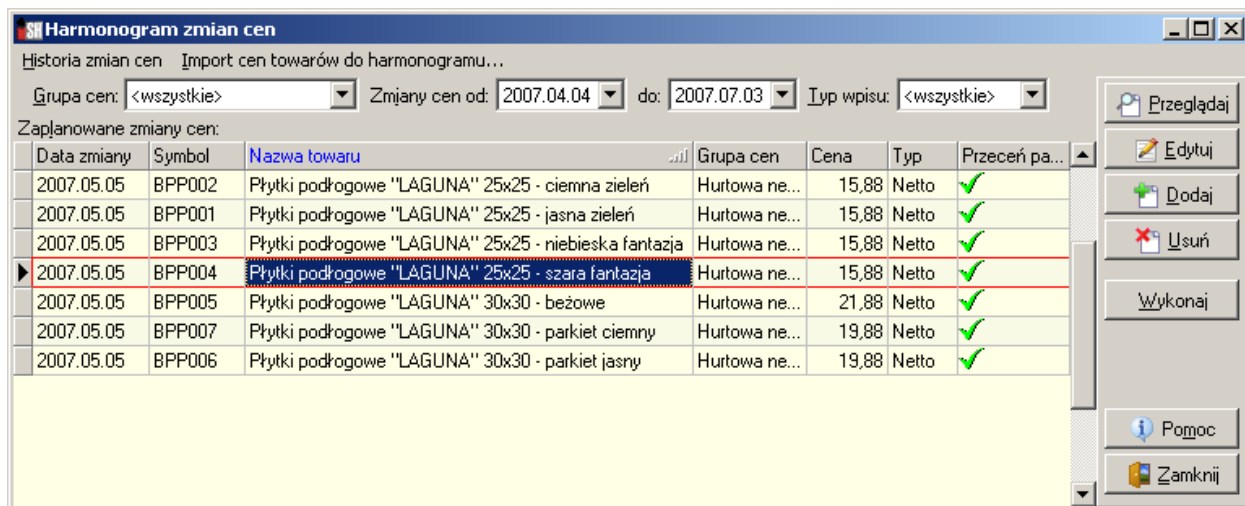 SH Harmonogram zmian cen
Historia zmian cen Import cen towarów do harmonogramu...
Grupa cen: <wszystkie> Zmiany cen od: 2007.04.04 do: 2007.07.03 Typ wpisu: <wszystkie>
Przeglądaj
Zaplanowane zmiany cen:
Data zmiany Symbol Nazwa towaru Grupa cen Cena Typ Przeceń pa...
Edytuj
2007.05.05 BPP002 Płytki podłogowe "LAGUNA" 25x25 - ciemna zieleń Hurtowa ne... 15,88 Netto
Dodaj
2007.05.05 BPP001 Płytki podłogowe "LAGUNA" 25x25 - jasna zieleń Hurtowa ne... 15,88 Netto
2007.05.05 BPP003 Płytki podłogowe "LAGUNA" 25x25 - niebieska fantazja Hurtowa ne... 15,88 Netto
Usuń
2007.05.05 BPP004 Płytki podłogowe "LAGUNA" 25x25 - szara fantazja Hurtowa ne... 15,88 Netto
2007.05.05 BPP005 Płytki podłogowe "LAGUNA" 30x30 - beżowe Hurtowa ne... 21,88 Netto
Wykonaj
2007.05.05 BPP007 Płytki podłogowe "LAGUNA" 30x30 - parkiet ciemny Hurtowa ne... 19,88 Netto
2007.05.05 BPP006 Płytki podłogowe "LAGUNA" 30x30 - parkiet jasny Hurtowa ne... 19,88 Netto
Pomoc
Zamknij